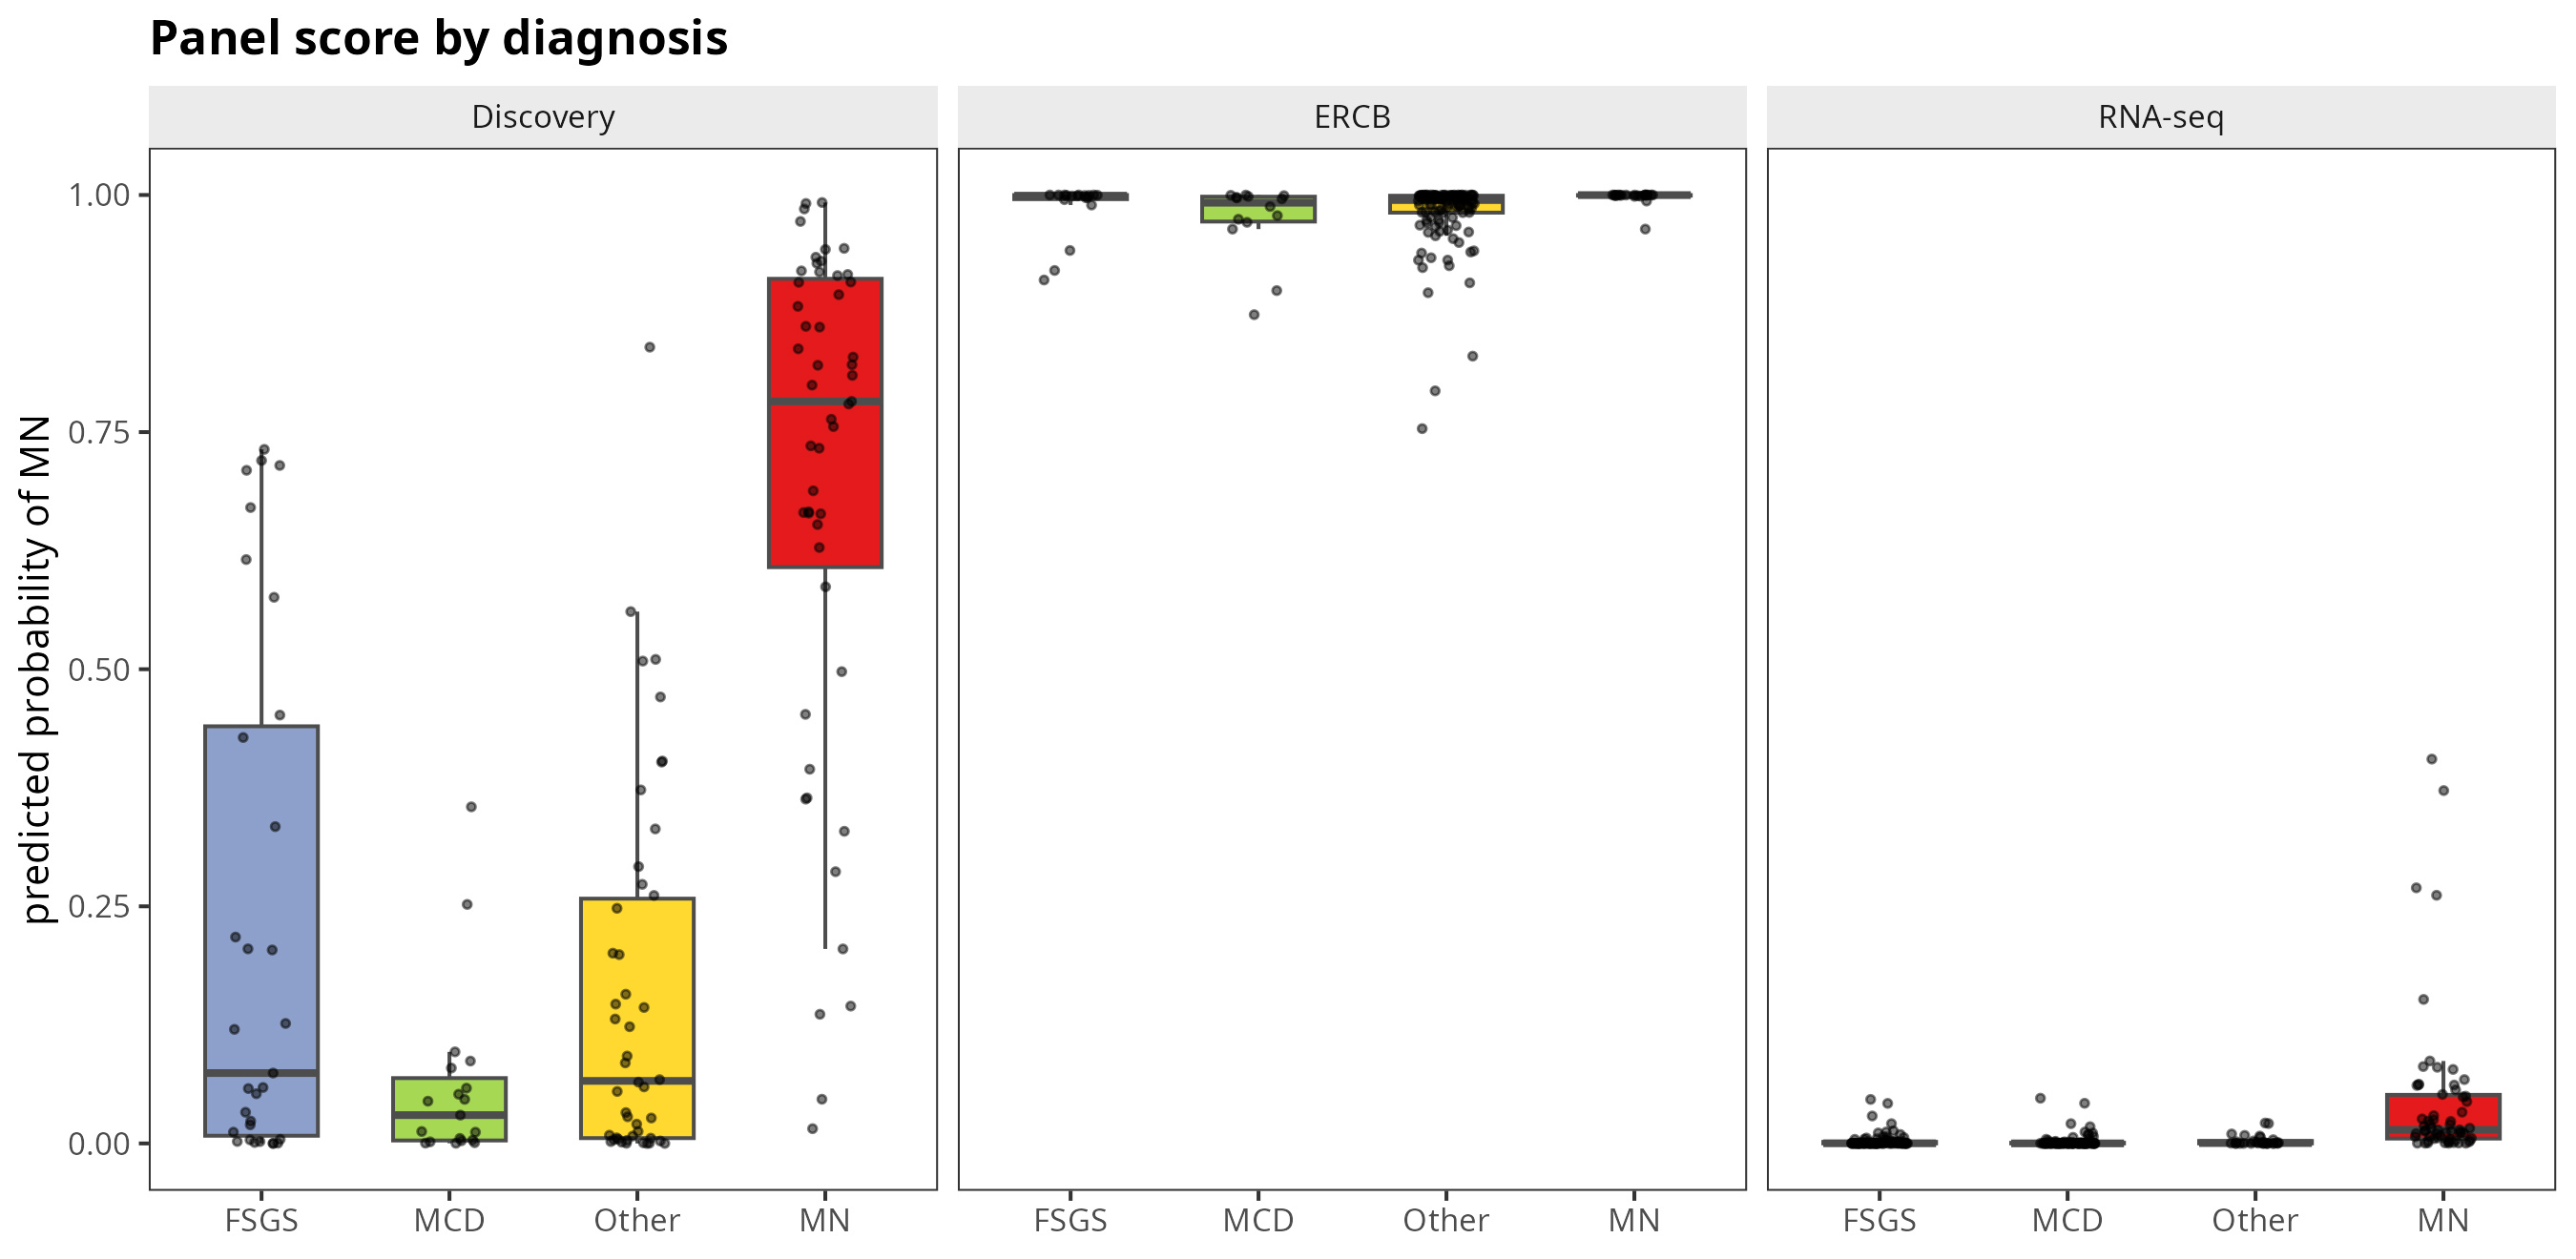 Panel score by diagnosis
Discovery
ERCB
RNA-seq
predicted probability of MN
1.00
0.75
0.50
0.25
0.00
FSGS MCD Other MN
FSGS MCD Other MN
FSGS MCD Other MN